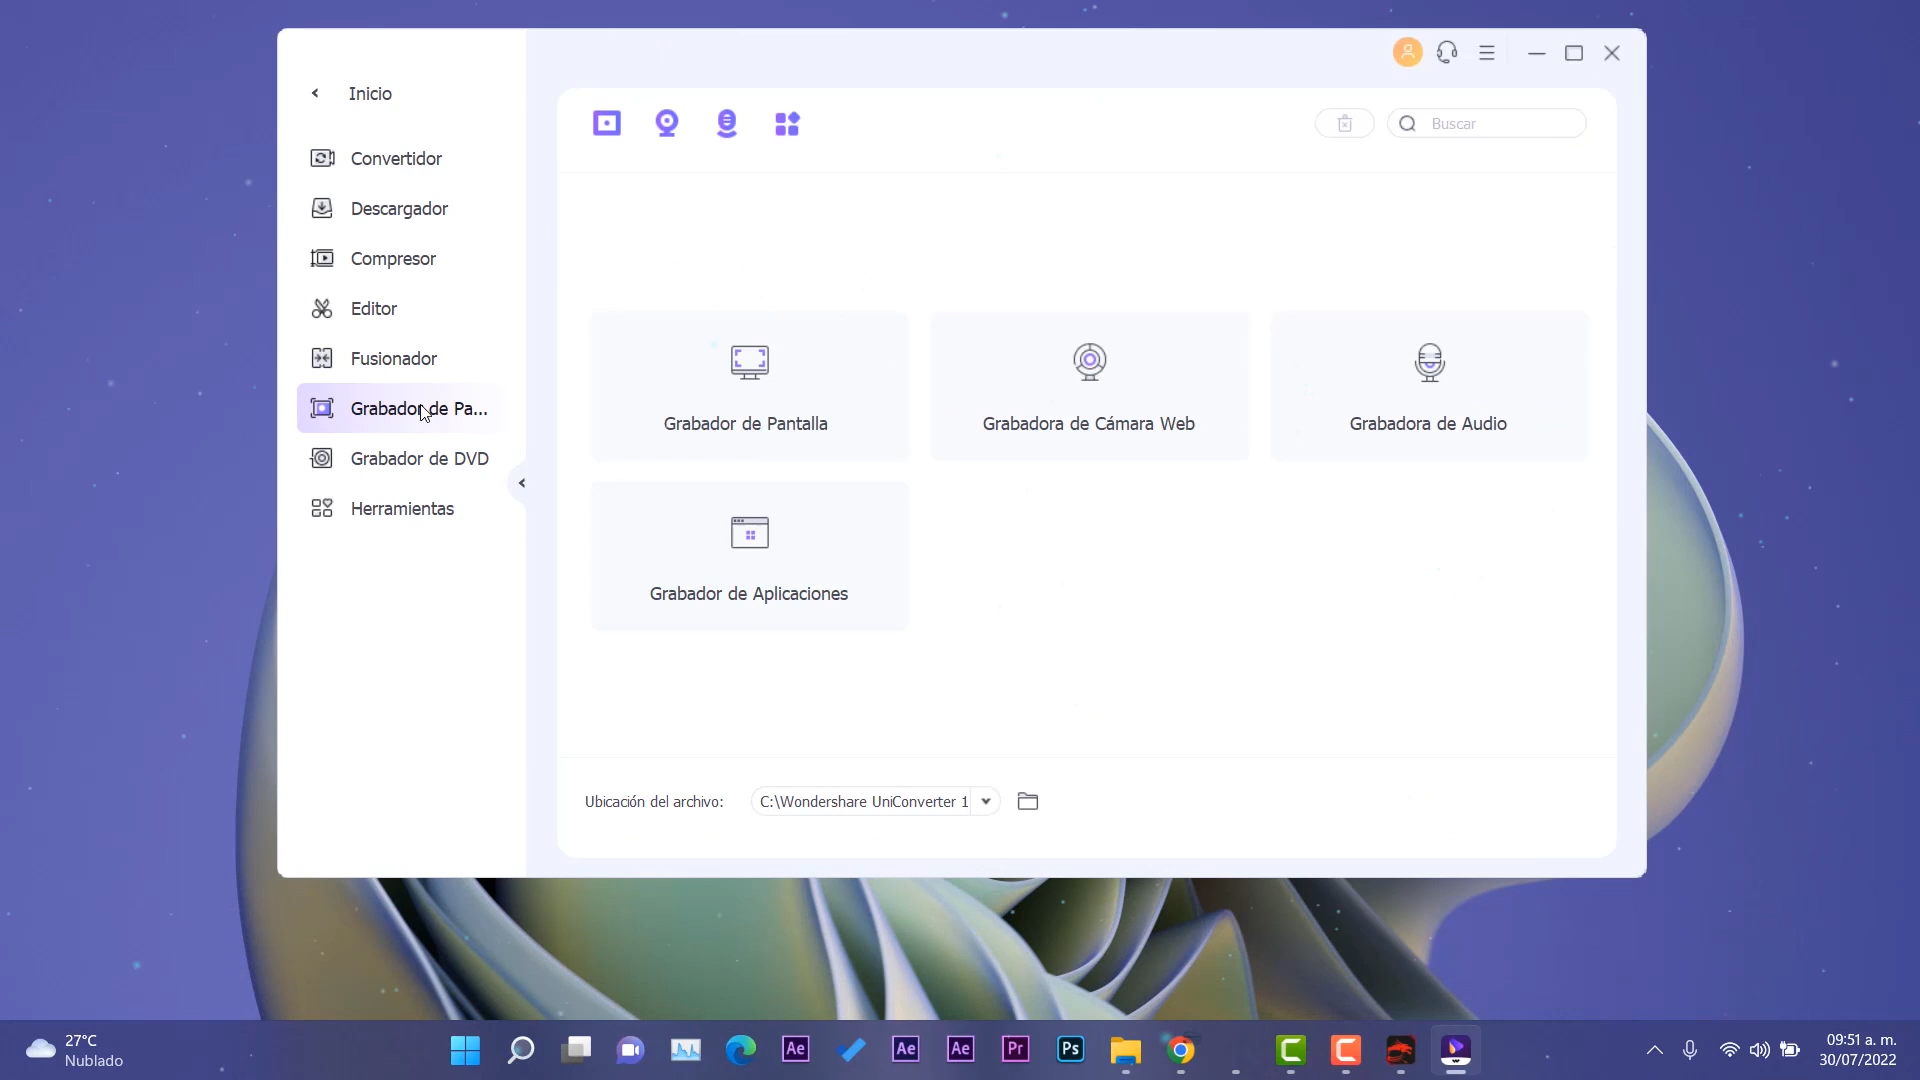 Inicio
Convertidor
Descargador
Compresor
Editor
Fusionador
Grabador de Pa...
Grabador de DVD
Herramientas
Buscar
Grabador de Pantalla
Grabadora de Cámara Web
Grabadora de Audio
Grabador de Aplicaciones
Ubicación del archivo:
C:\Wondershare UniConverter 1
27°C
Nublado
Ae
Ae
Ae
Pr
Ps
09:51 a. m.
30/07/2022